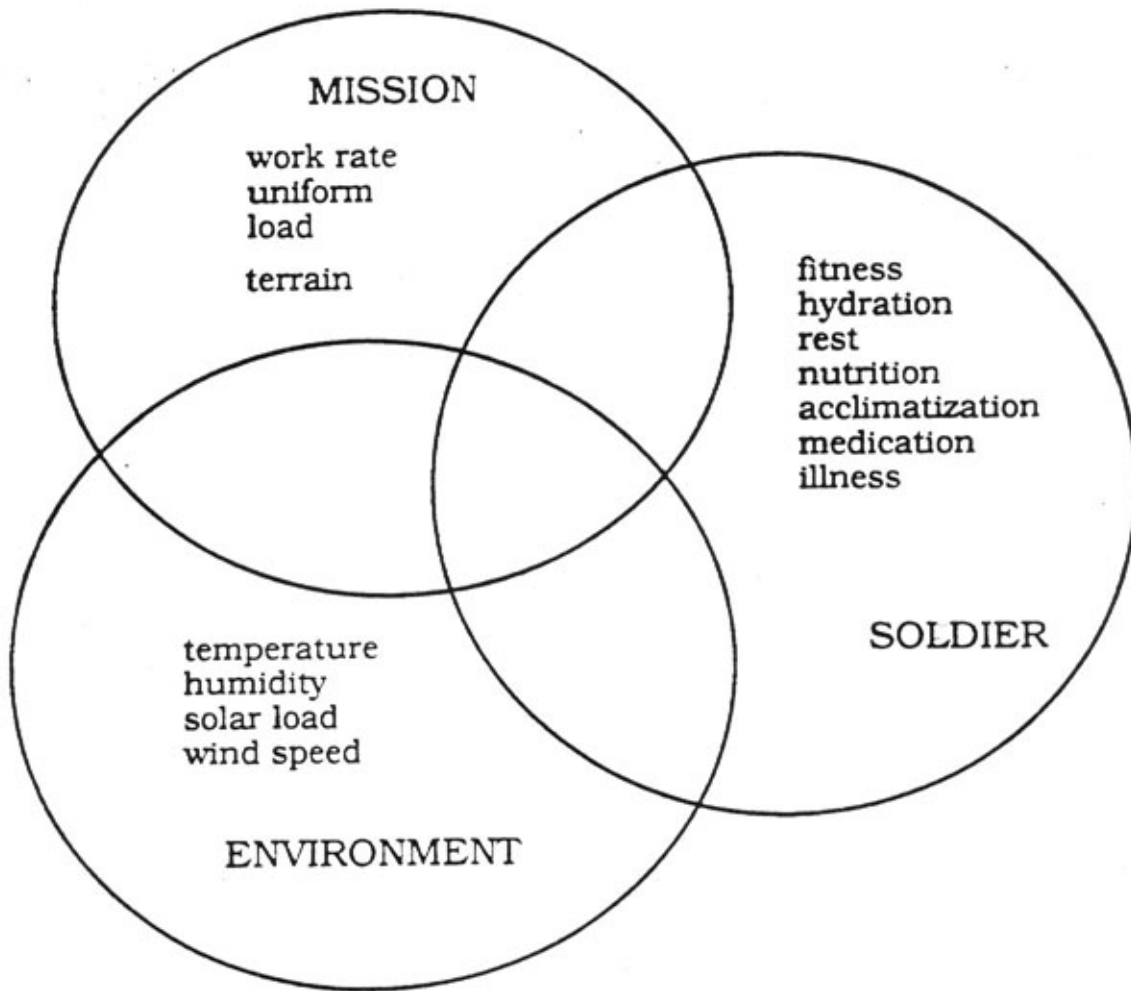 MISSION
work rate
uniform
load
terrain
fitness
hydration
rest
nutrition
acclimatization
medication
illness
SOLDIER
temperature
humidity
solar load
wind speed
ENVIRONMENT